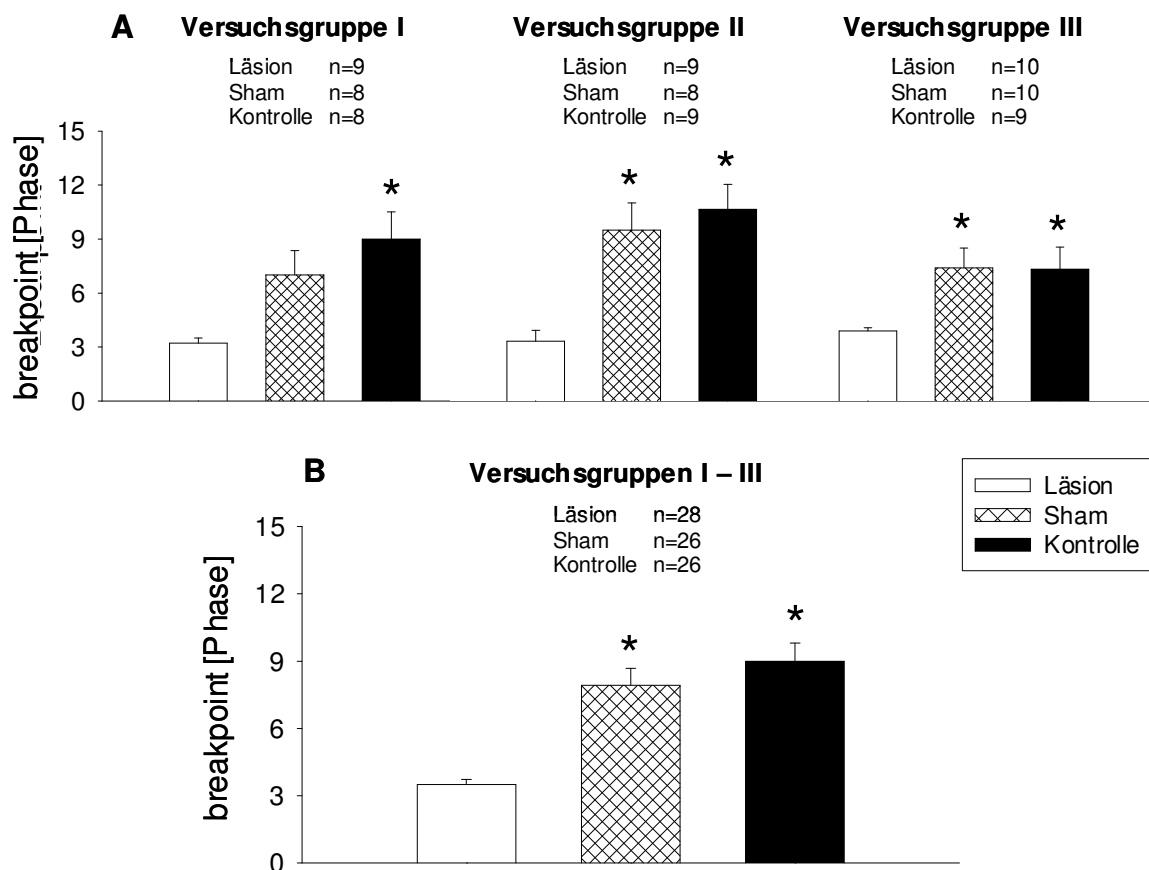 A
Versuchsgruppe I
Läsion n=9
Sham n=8
Kontrolle n=8
Versuchsgruppe II
Läsion n=9
Sham n=8
Kontrolle n=9
Versuchsgruppe III
Läsion n=10
Sham n=10
Kontrolle n=9
breakpoint [Phase]
15
12
9
6
3
0
*
*
*
*
*
B
Versuchsgruppen I – III
Läsion n=28
Sham n=26
Kontrolle n=26
Läsion
Sham
Kontrolle
breakpoint [Phase]
15
12
9
6
3
0
*
*